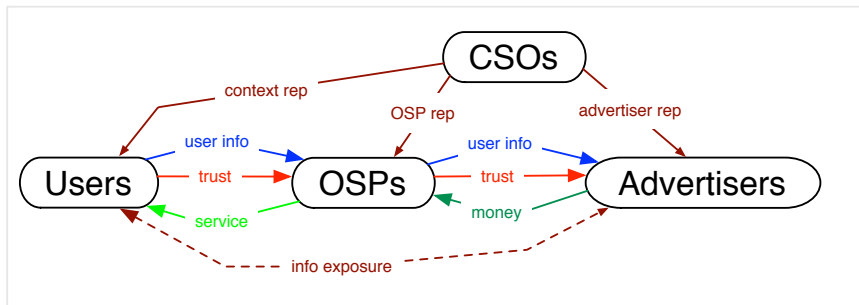 CSOs
context rep
OSP rep
advertiser rep
user info
user info
Users
trust
OSPs
trust
Advertisers
service
money
info exposure